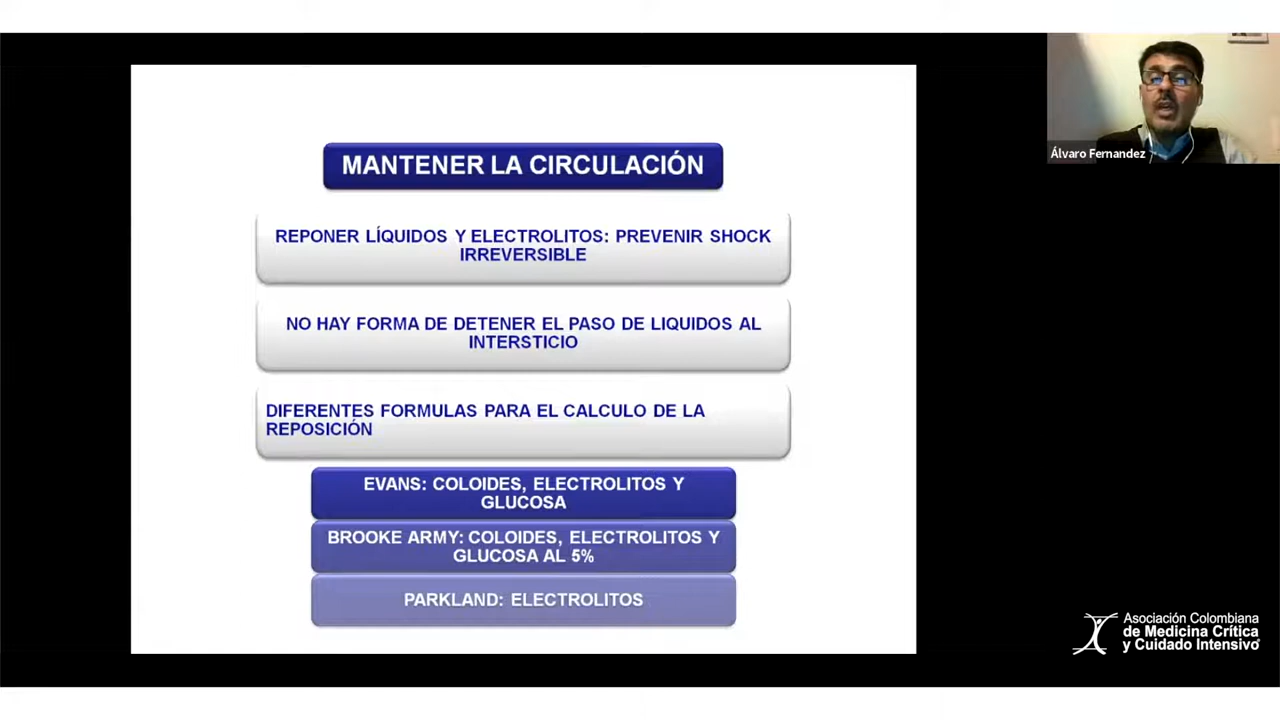 MANTENER LA CIRCULACIÓN
REPONER LÍQUIDOS Y ELECTROLITOS: PREVENIR SHOCK
IRREVERSIBLE
NO HAY FORMA DE DETENER EL PASO DE LIQUIDOS AL
INTERSTICIO
DIFERENTES FORMULAS PARA EL CALCULO DE LA
REPOSICIÓN
EVANS: COLOIDES, ELECTROLITOS Y
GLUCOSA
BROOKE ARMY: COLOIDES, ELECTROLITOS Y
GLUCOSA AL 5%
PARKLAND: ELECTROLITOS
Álvaro Fernandez
Asociación Colombiana
de Medicina Crítica
y Cuidado Intensivo